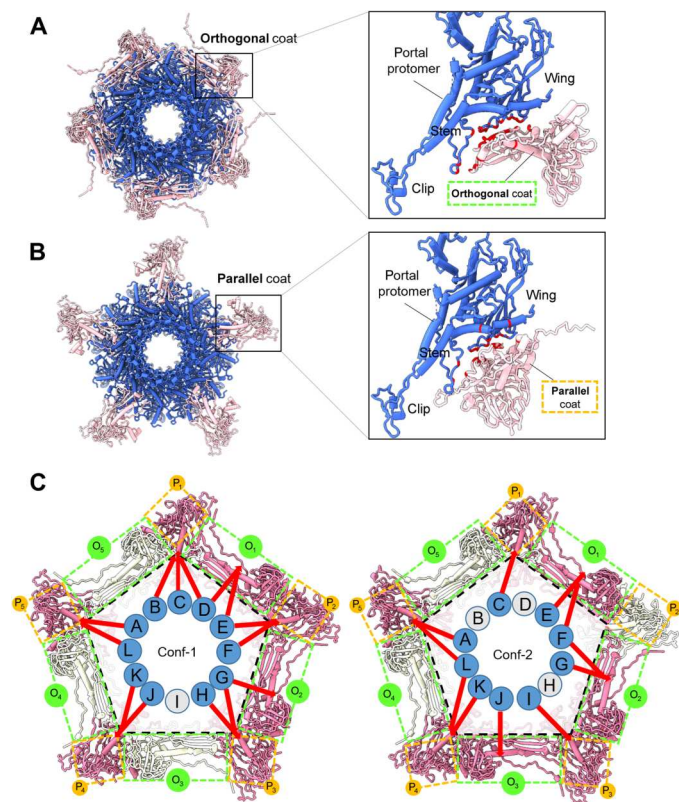 A
Orthogonal coat
Portal
protomer
Wing
Stem
Clip
Orthogonal coat
B
Parallel coat
Portal
protomer
Wing
Stem
Clip
Parallel
coat
C
P1
O5
O1
P5
P2
B
C
D
A
E
L
Conf-1
F
K
G
J
I
H
O4
O2
P4
O3
P3
P1
O5
O1
P5
P2
C
D
B
E
A
F
Conf-2
L
G
K
H
J
I
O4
O2
P4
O3
P3